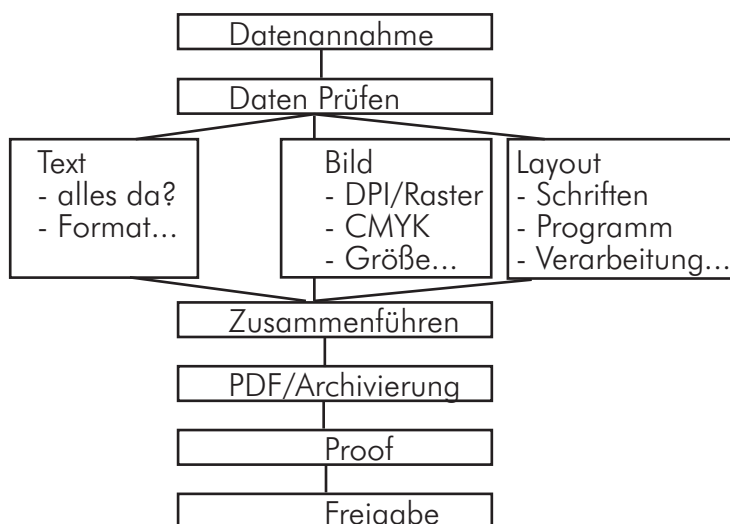 Datenannahme
Daten Prüfen
Text
- alles da?
- Format...
Bild
- DPI/Raster
- CMYK
- Größe...
Layout
- Schriften
- Programm
- Verarbeitung...
Zusammenführen
PDF/Archivierung
Proof
Freigabe